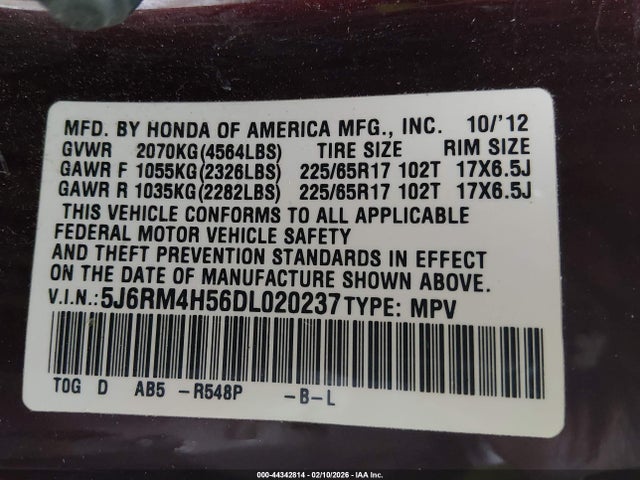 MFD. BY HONDA OF AMERICA MFG., INC. 10/'12
GVWR 2070KG(4564LBS) TIRE SIZE RIM SIZE
GAWR F 1055KG(2326LBS) 225/65R17 102T 17X6.5J
GAWR R 1035KG(2282LBS) 225/65R17 102T 17X6.5J
THIS VEHICLE CONFORMS TO ALL APPLICABLE
FEDERAL MOTOR VEHICLE SAFETY
AND THEFT PREVENTION STANDARDS IN EFFECT
ON THE DATE OF MANUFACTURE SHOWN ABOVE.
V.I.N.:5J6RM4H56DL020237 TYPE: MPV
TOG D AB5 -R548P -B-L
000-44342814 - 02/10/2026 - IAA Inc.